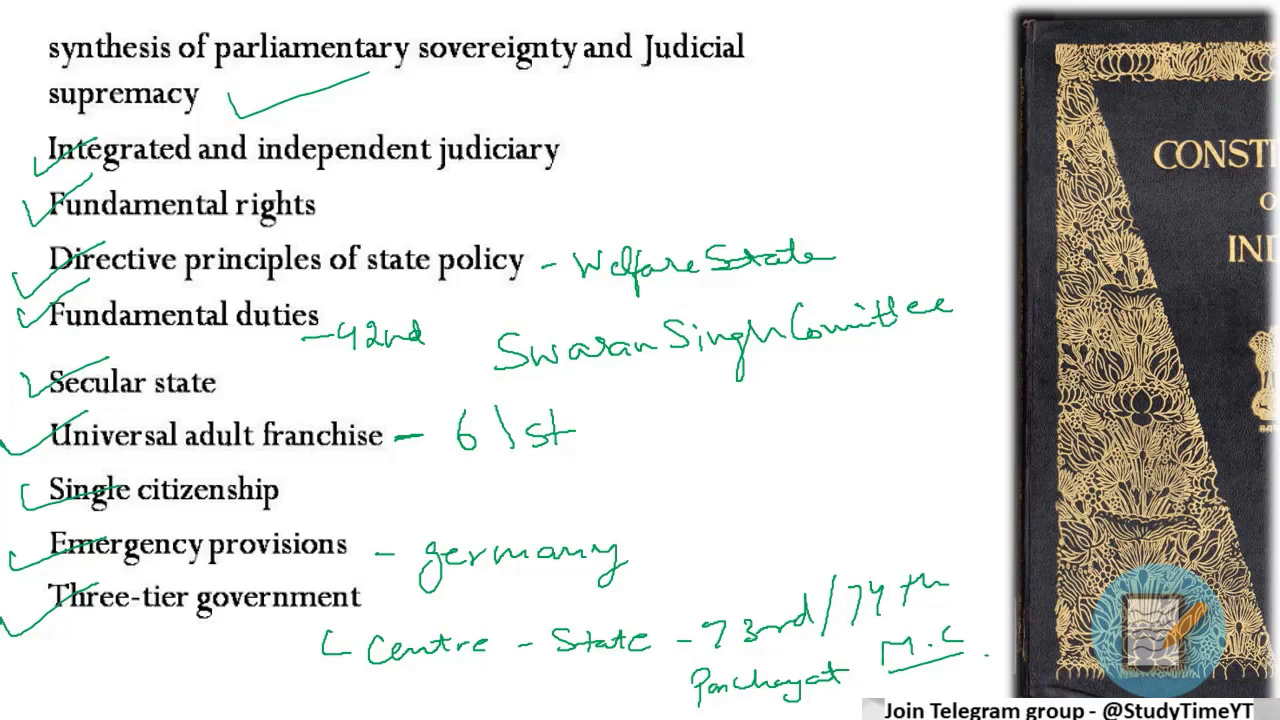 synthesis of parliamentary sovereignty and Judicial
supremacy
Integrated and independent judiciary
Fundamental rights
Directive principles of state policy - Welfare State
Fundamental duties - 42nd Swaran Singh Comittee
Secular state
Universal adult franchise - 61st
Single citizenship
Emergency provisions - germany
Three-tier government
Centre - State - 73rd/74th
Panchayat M.C.
CONSTI
O
IND
Join Telegram group - @StudyTimeYT